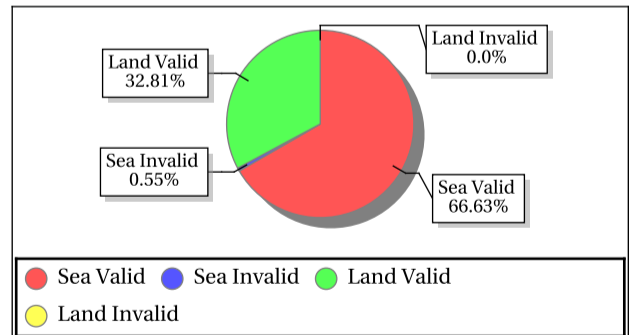 Land Invalid
0.0%
Land Valid
32.81%
Sea Invalid
0.55%
Sea Valid
66.63%
Sea Valid
Sea Invalid
Land Valid
Land Invalid